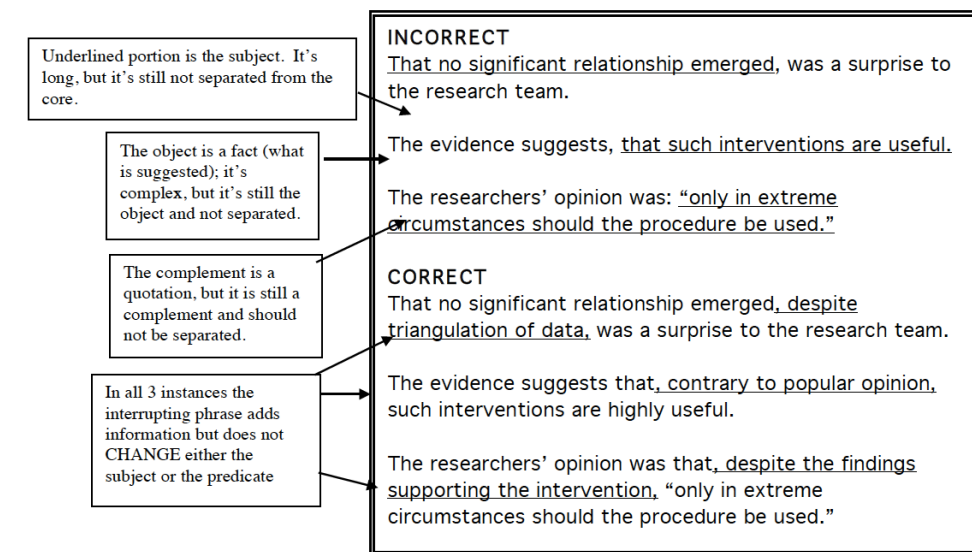 Underlined portion is the subject.  It's
long, but it's still not separated from the
core.
The object is a fact (what
is suggested); it's
complex, but it's still the
object and not separated.
The complement is a
quotation, but it is still a
complement and should
not be separated.
In all 3 instances the
interrupting phrase adds
information but does not
CHANGE either the
subject or the predicate
INCORRECT
That no significant relationship emerged, was a surprise to
the research team.
The evidence suggests, that such interventions are useful.
The researchers’ opinion was: “only in extreme
circumstances should the procedure be used.”
CORRECT
That no significant relationship emerged, despite
triangulation of data, was a surprise to the research team.
The evidence suggests that, contrary to popular opinion,
such interventions are highly useful.
The researchers’ opinion was that, despite the findings
supporting the intervention, “only in extreme
circumstances should the procedure be used.”